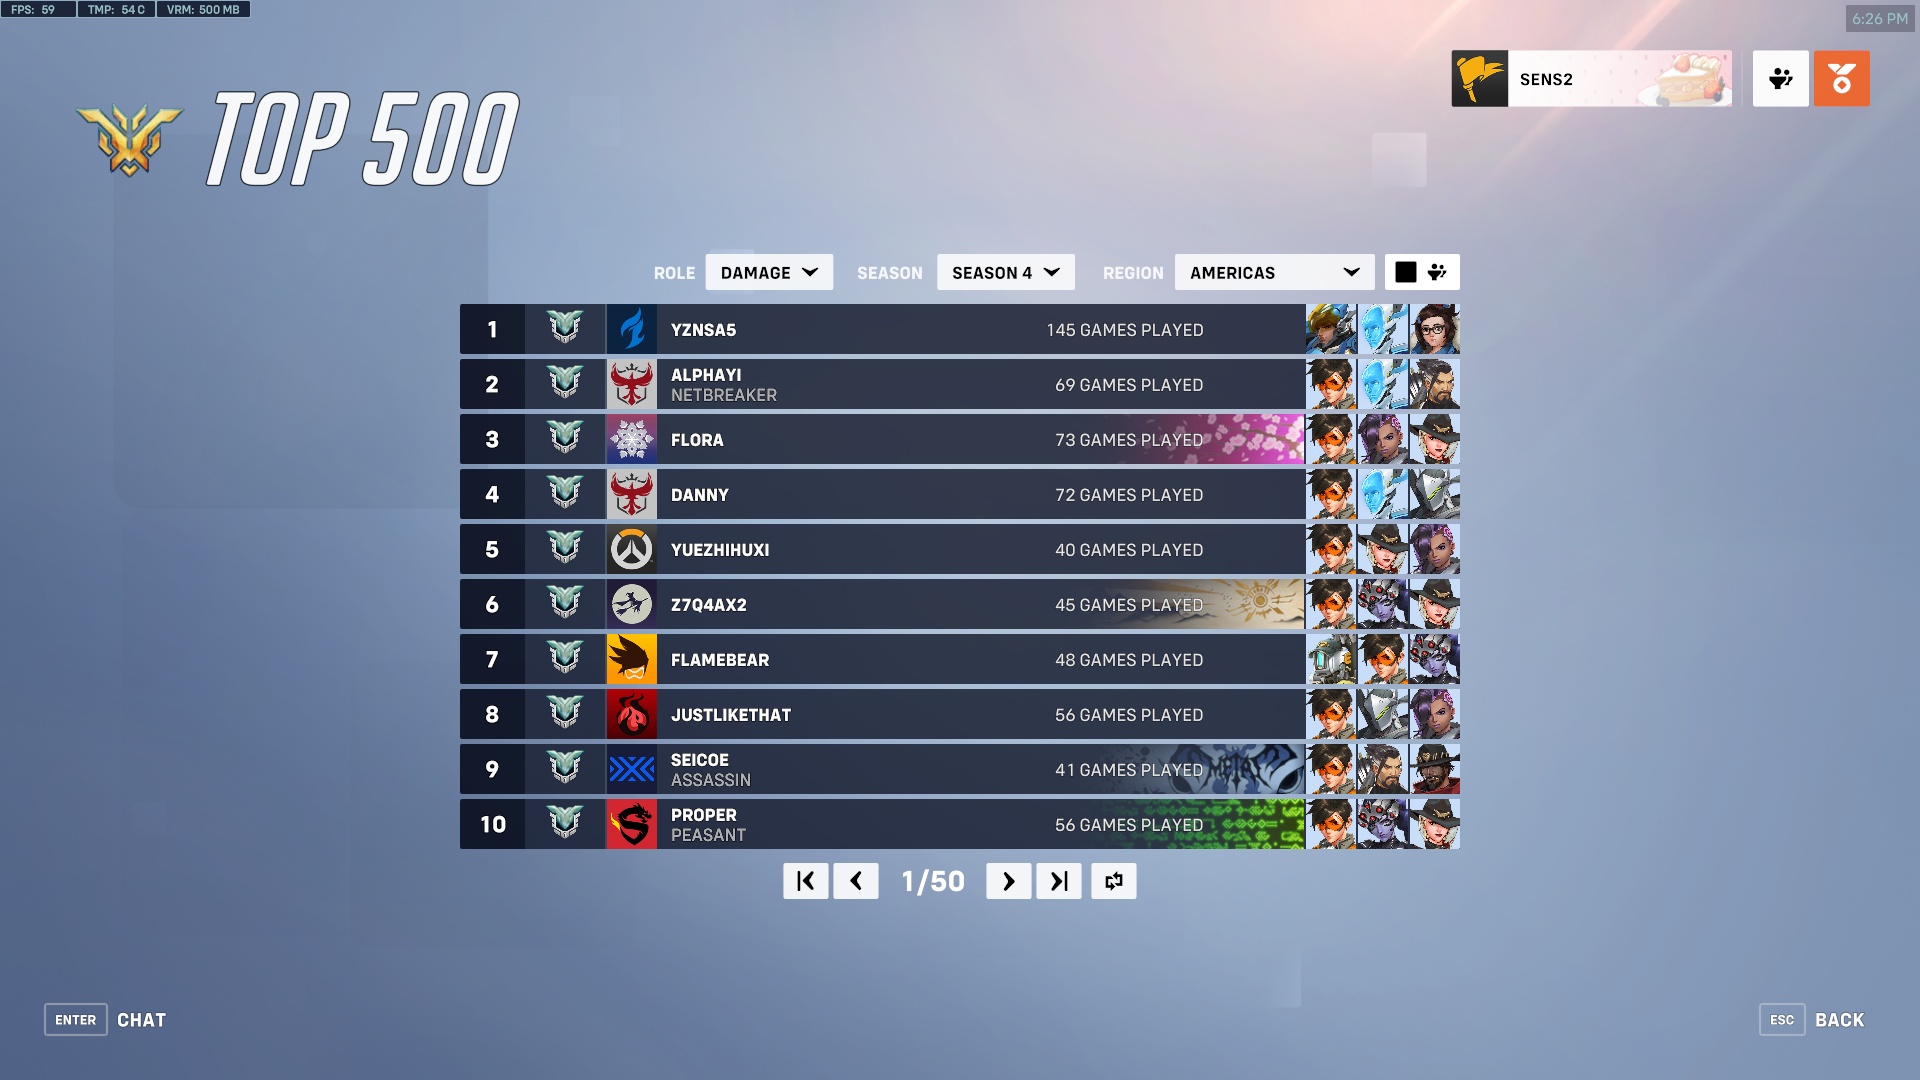 FPS: 59 TMP: 54 C VRM: 500 MB
6:26 PM
SENS2
TOP 500
ROLE DAMAGE SEASON SEASON 4 REGION AMERICAS
1 YZNSA5 145 GAMES PLAYED
2 ALPHAYI 69 GAMES PLAYED
NETBREAKER
3 FLORA 73 GAMES PLAYED
4 DANNY 72 GAMES PLAYED
5 YUEZHIHUXI 40 GAMES PLAYED
6 Z7Q4AX2 45 GAMES PLAYED
7 FLAMEBEAR 48 GAMES PLAYED
8 JUSTLIKETHAT 56 GAMES PLAYED
9 SEICOE 41 GAMES PLAYED
ASSASSIN
10 PROPER 56 GAMES PLAYED
PEASANT
1/50
ENTER CHAT
ESC BACK